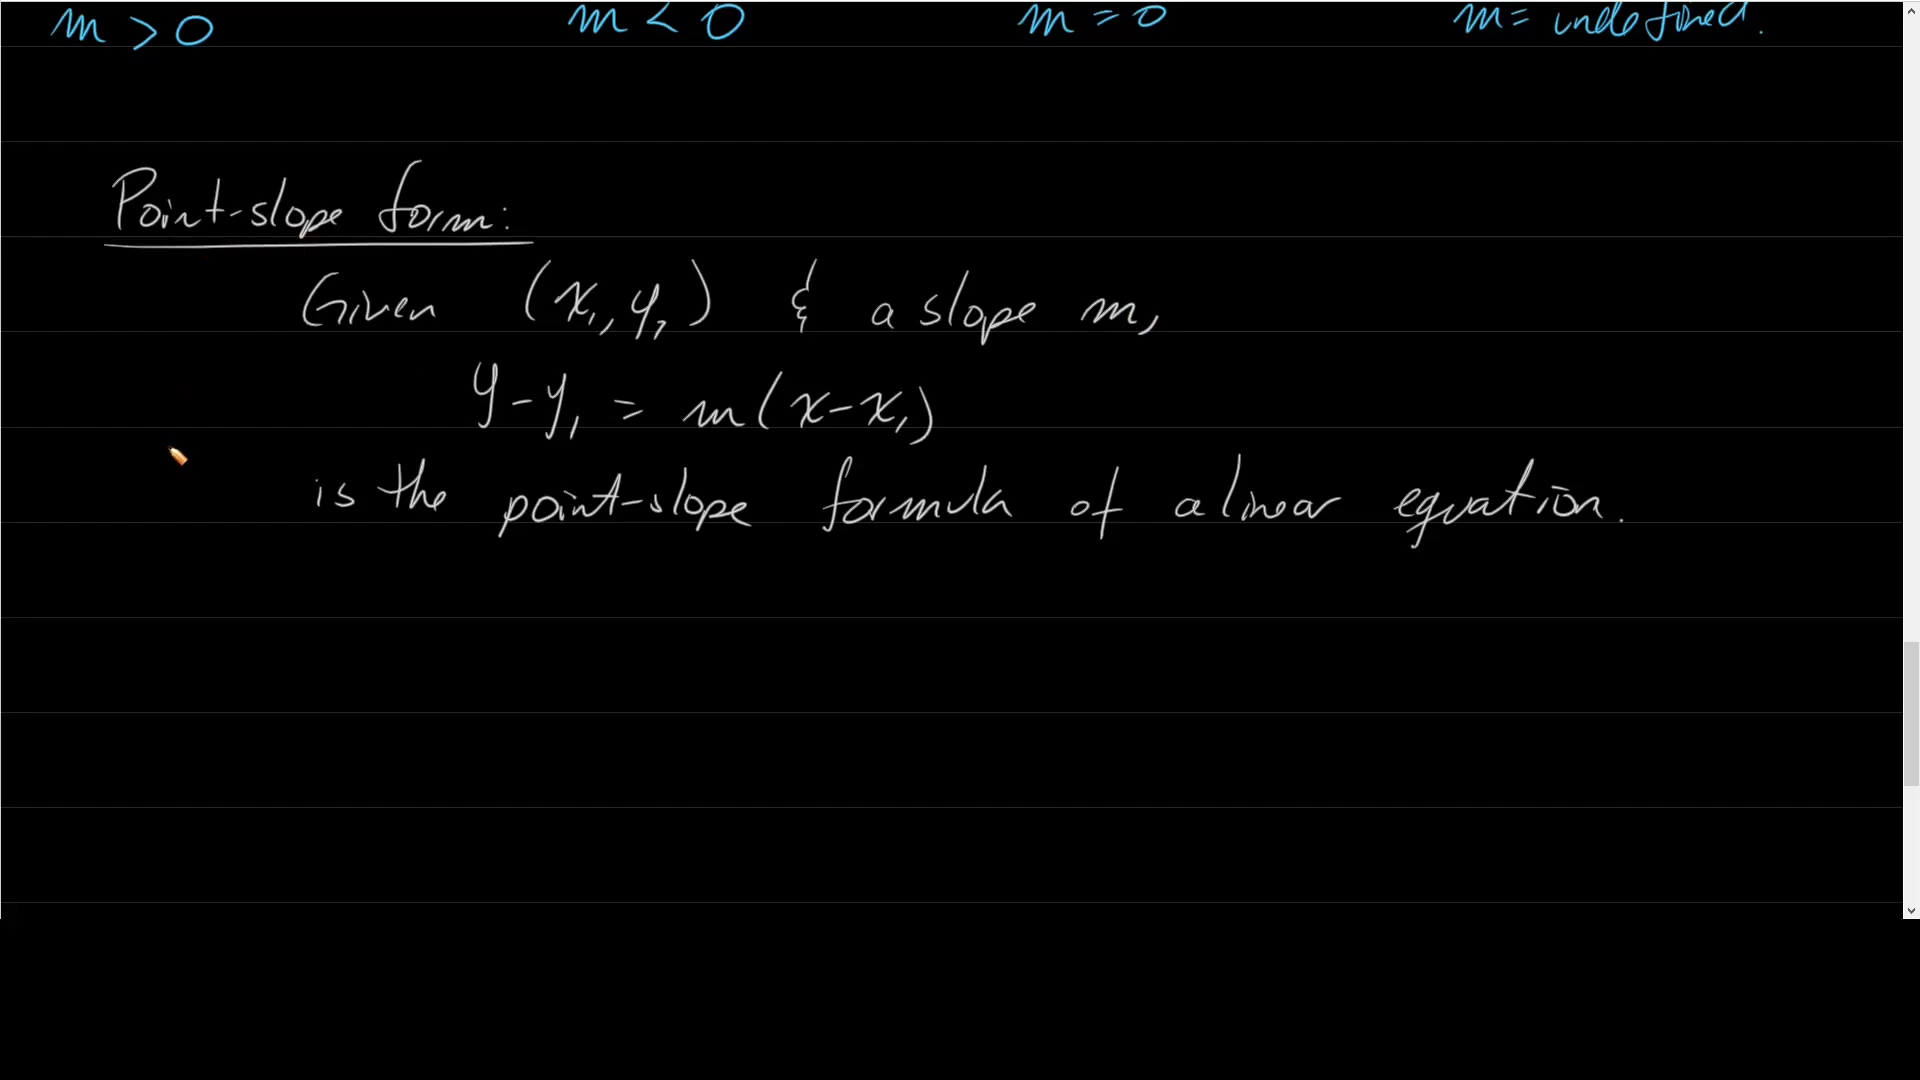 m > 0 m < 0 m = 0 m = undefined.
Point-slope form:
Given (x₁, y₁) & a slope m,
y - y₁ = m(x - x₁)
is the point-slope formula of a linear equation.